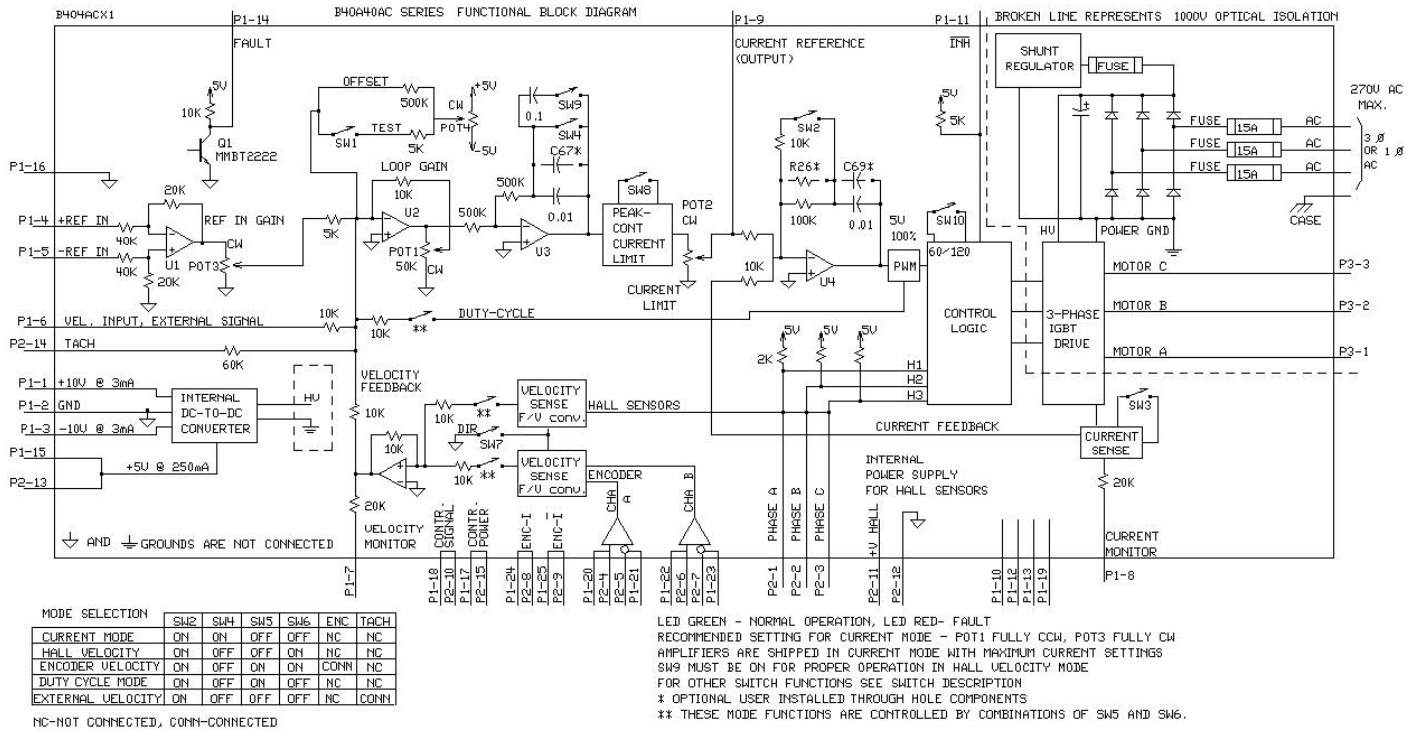 B404ACX1
B40A40AC SERIES FUNCTIONAL BLOCK DIAGRAM
BROKEN LINE REPRESENTS 1000V OPTICAL ISOLATION
P1-14
P1-9
P1-11
FAULT
CURRENT REFERENCE
(OUTPUT)
INH
SHUNT
REGULATOR
FUSE
270V AC
MAX.
5V
10K
Q1
MMBT2222
OFFSET
500K
SW1
TEST
5K
CW
POT4
+5V
-5V
0.1
SW9
SW4
C67*
0.01
SW2
10K
R26*
C69*
100K
0.01
5V
5K
FUSE
15A
AC
FUSE
15A
AC
FUSE
15A
AC
3 Ø
OR 1 Ø
AC
CASE
P1-16
P1-4
+REF IN
P1-5
-REF IN
40K
40K
20K
20K
U1
REF IN GAIN
CW
POT3
5K
LOOP GAIN
10K
U2
POT1
50K
CW
500K
500K
U3
SW8
PEAK-
CONT
CURRENT
LIMIT
POT2
CW
CURRENT
LIMIT
10K
U4
5V
100%
PWM
SW10
60/120
CONTROL
LOGIC
HV
POWER GND
3-PHASE
IGBT
DRIVE
MOTOR C
P3-3
MOTOR B
P3-2
MOTOR A
P3-1
P1-6
VEL. INPUT, EXTERNAL SIGNAL
10K
10K
**
DUTY-CYCLE
P2-14
TACH
60K
5V
5V
5V
2K
H1
H2
H3
P1-1
+10V @ 3mA
P1-2
GND
P1-3
-10V @ 3mA
INTERNAL
DC-TO-DC
CONVERTER
HV
P1-15
P2-13
+5V @ 250mA
VELOCITY
FEEDBACK
10K
10K
10K
**
VELOCITY
SENSE
F/V conv.
HALL SENSORS
DIR
SW7
10K
**
VELOCITY
SENSE
F/V conv.
ENCODER
CURRENT FEEDBACK
SW3
CURRENT
SENSE
20K
CURRENT
MONITOR
P1-8
INTERNAL
POWER SUPPLY
FOR HALL SENSORS
20K
VELOCITY
MONITOR
P1-7
AND
GROUNDS ARE NOT CONNECTED
CONTR.
SIGNAL
CONTR.
POWER
ENC-I
ENC-I
CHA
A
CHA B
PHASE A
PHASE B
PHASE C
+V HALL
P1-18
P2-10
P1-17
P2-15
P1-24
P2-8
P1-25
P2-9
P1-20
P2-4
P2-5
P1-21
P1-22
P2-6
P2-7
P1-23
P2-1
P2-2
P2-3
P2-11
P2-12
P1-10
P1-12
P1-13
P1-19
MODE SELECTION SW2 SW4 SW5 SW6 ENC TACH
CURRENT MODE ON ON OFF OFF NC NC
HALL VELOCITY ON OFF OFF ON NC NC
ENCODER VELOCITY ON OFF ON ON CONN NC
DUTY CYCLE MODE ON OFF ON OFF NC NC
EXTERNAL VELOCITY ON OFF OFF OFF NC CONN
NC-NOT CONNECTED, CONN-CONNECTED
LED GREEN - NORMAL OPERATION, LED RED- FAULT
RECOMMENDED SETTING FOR CURRENT MODE - POT1 FULLY CCW, POT3 FULLY CW
AMPLIFIERS ARE SHIPPED IN CURRENT MODE WITH MAXIMUM CURRENT SETTINGS
SW9 MUST BE ON FOR PROPER OPERATION IN HALL VELOCITY MODE
FOR OTHER SWITCH FUNCTIONS SEE SWITCH DESCRIPTION
* OPTIONAL USER INSTALLED THROUGH HOLE COMPONENTS
** THESE MODE FUNCTIONS ARE CONTROLLED BY COMBINATIONS OF SW5 AND SW6.